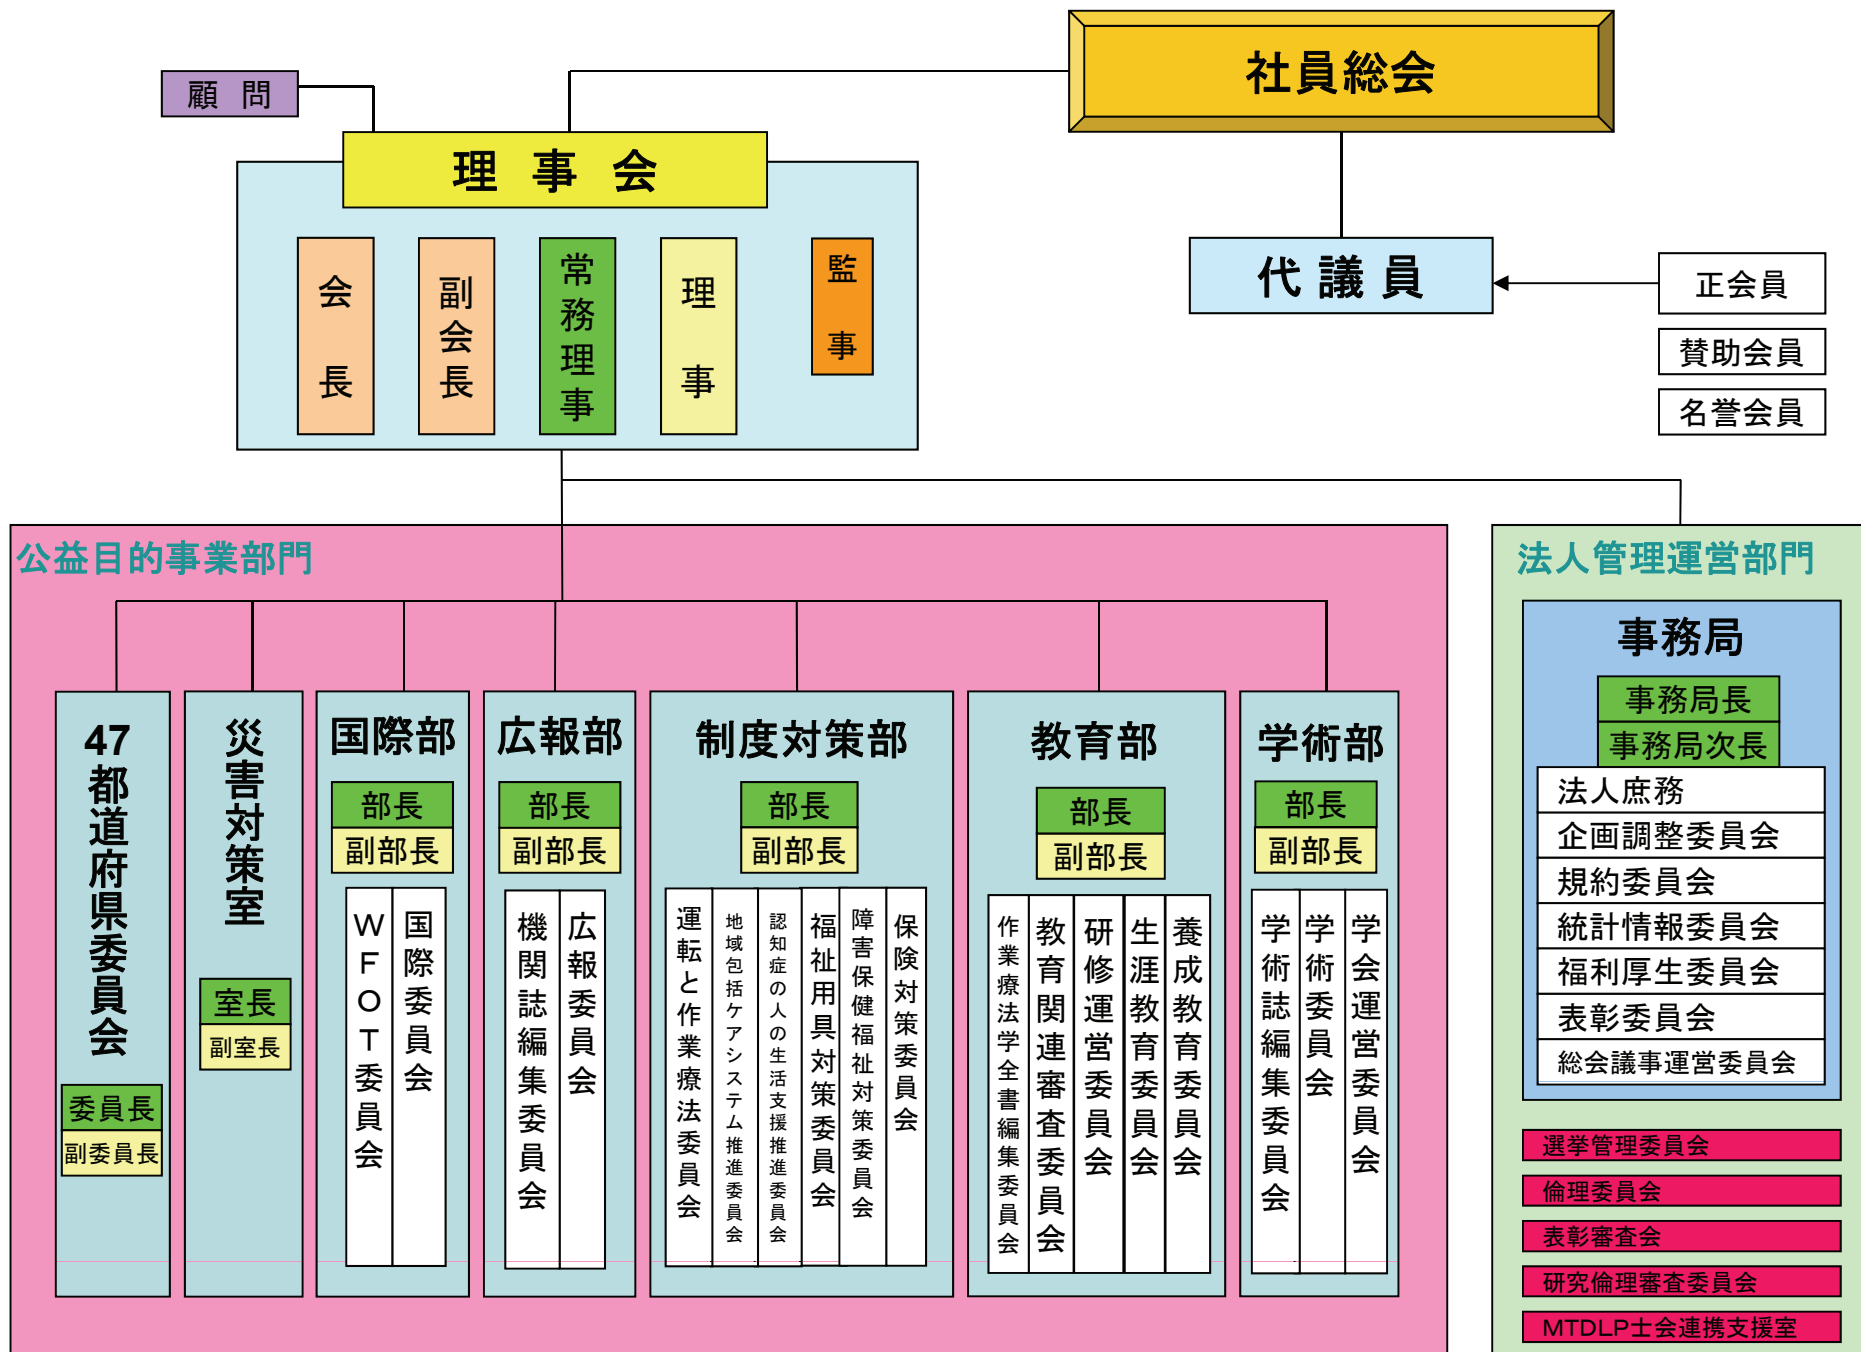 社員総会
顧 問
理 事 会
会長
副会長
常務理事
理事
監事
代 議 員
正会員
賛助会員
名誉会員
公益目的事業部門
47都道府県委員会
委員長
副委員長
災害対策室
室長
副室長
国際部
部長
副部長
WFOT委員会
国際委員会
広報部
部長
副部長
機関誌編集委員会
広報委員会
制度対策部
部長
副部長
運転と作業療法委員会
地域包括ケアシステム推進委員会
認知症の人の生活支援推進委員会
福祉用具対策委員会
障害保健福祉対策委員会
保険対策委員会
教育部
部長
副部長
作業療法学全書編集委員会
教育関連審査委員会
研修運営委員会
生涯教育委員会
養成教育委員会
学術部
部長
副部長
学術誌編集委員会
学術委員会
学会運営委員会
法人管理運営部門
事務局
事務局長
事務局次長
法人庶務
企画調整委員会
規約委員会
統計情報委員会
福利厚生委員会
表彰委員会
総会議事運営委員会
選挙管理委員会
倫理委員会
表彰審査会
研究倫理審査委員会
MTDLP士会連携支援室